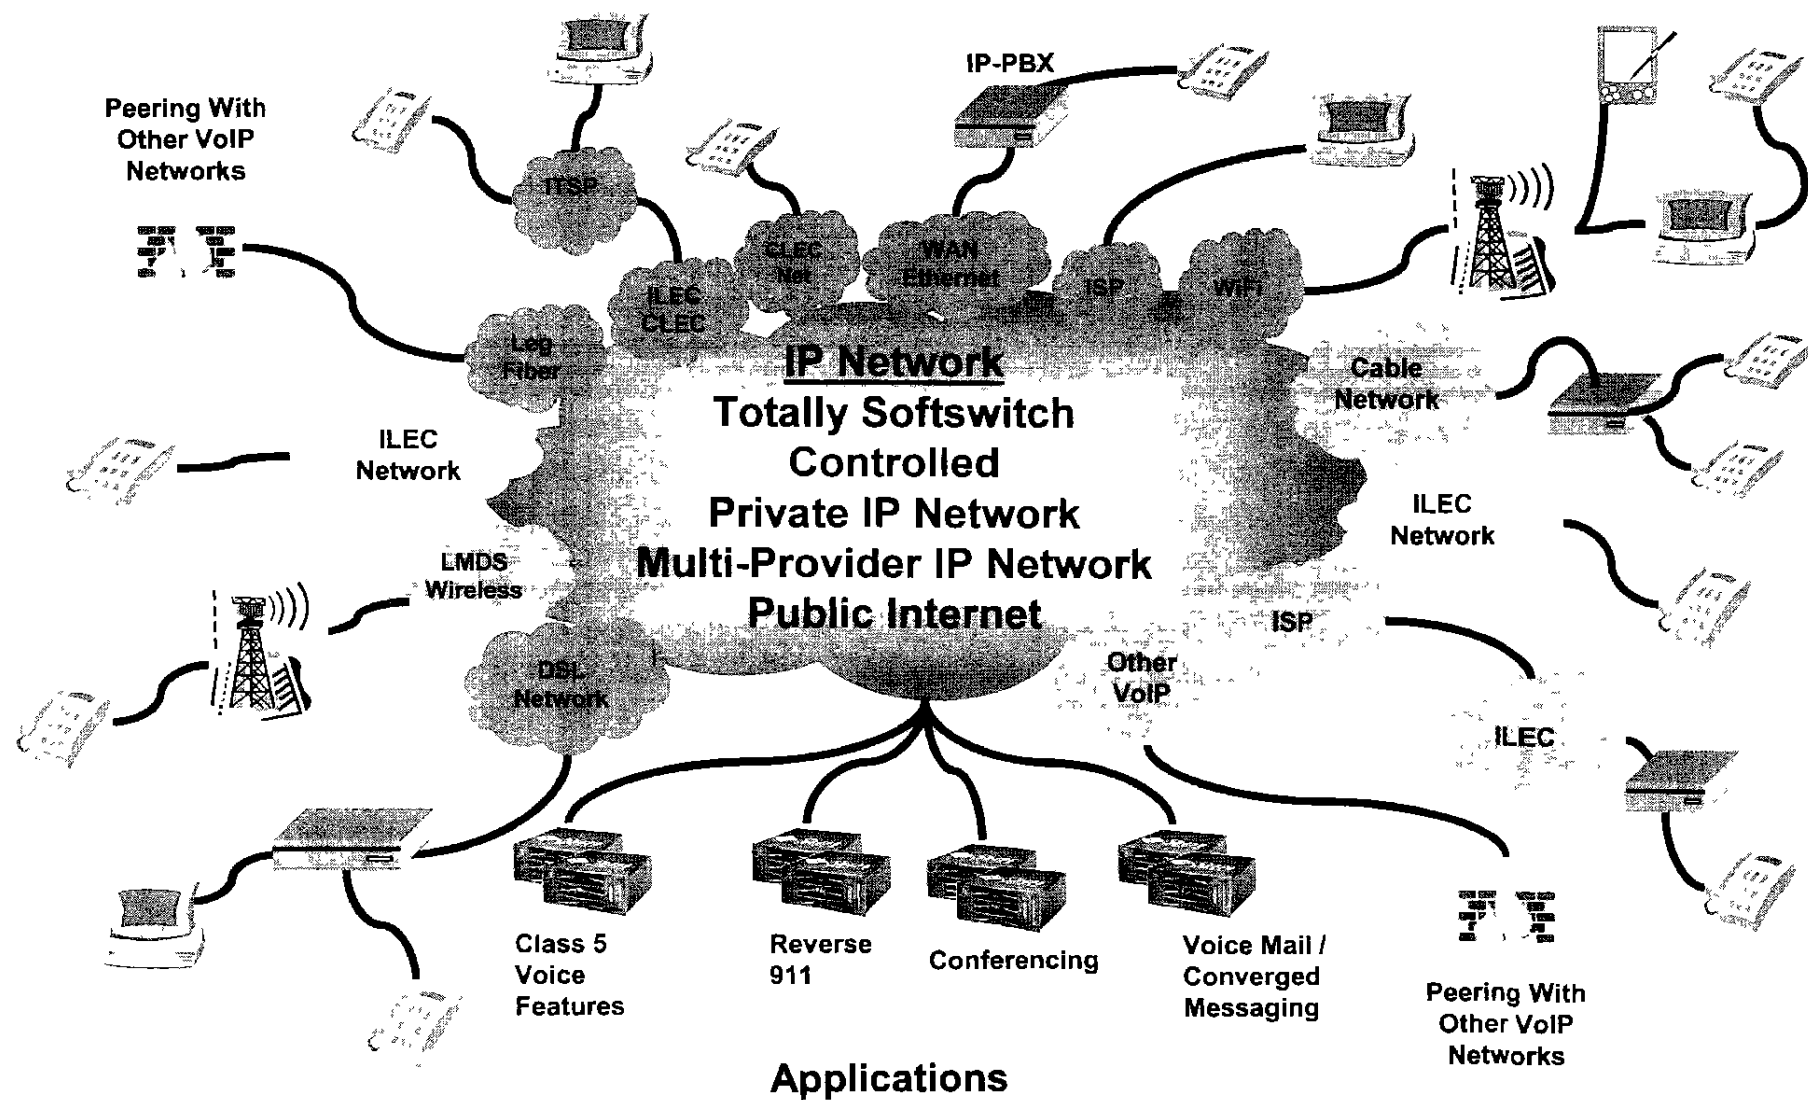 IP-PBX
Peering With
Other VoIP
Networks
ITSP
CLEC
Net
WAN
Ethernet
ISP
WiFi
ILEC
CLEC
Leg
Fiber
IP Network
Totally Softswitch
Controlled
Private IP Network
Multi-Provider IP Network
Public Internet
Cable
Network
ILEC
Network
ILEC
Network
LMDS
Wireless
ISP
DSL
Network
Other
VoIP
ILEC
Class 5
Voice
Features
Reverse
911
Conferencing
Voice Mail /
Converged
Messaging
Peering With
Other VoIP
Networks
Applications